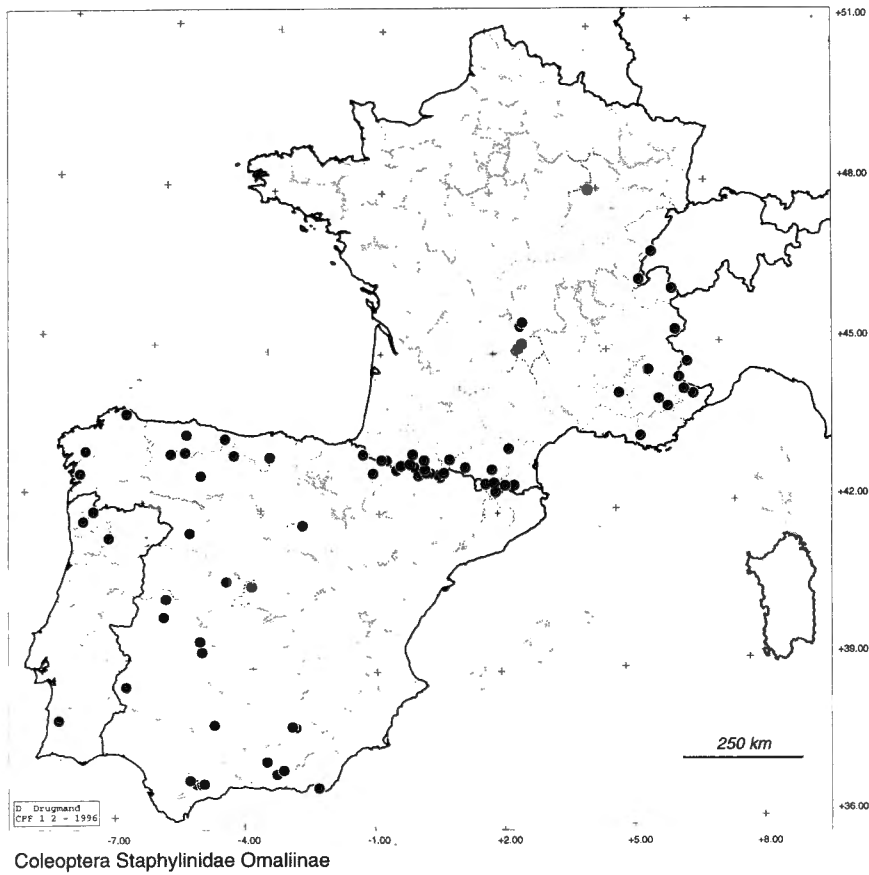 +51.00
+48.00
+45.00
+42.00
+39.00
250 km
+36.00
D Drugmand
CFF 1 2 - 1996
-7.00 -4.00 -1.00 +2.00 +5.00 +8.00
Coleoptera Staphylinidae Omaliinae